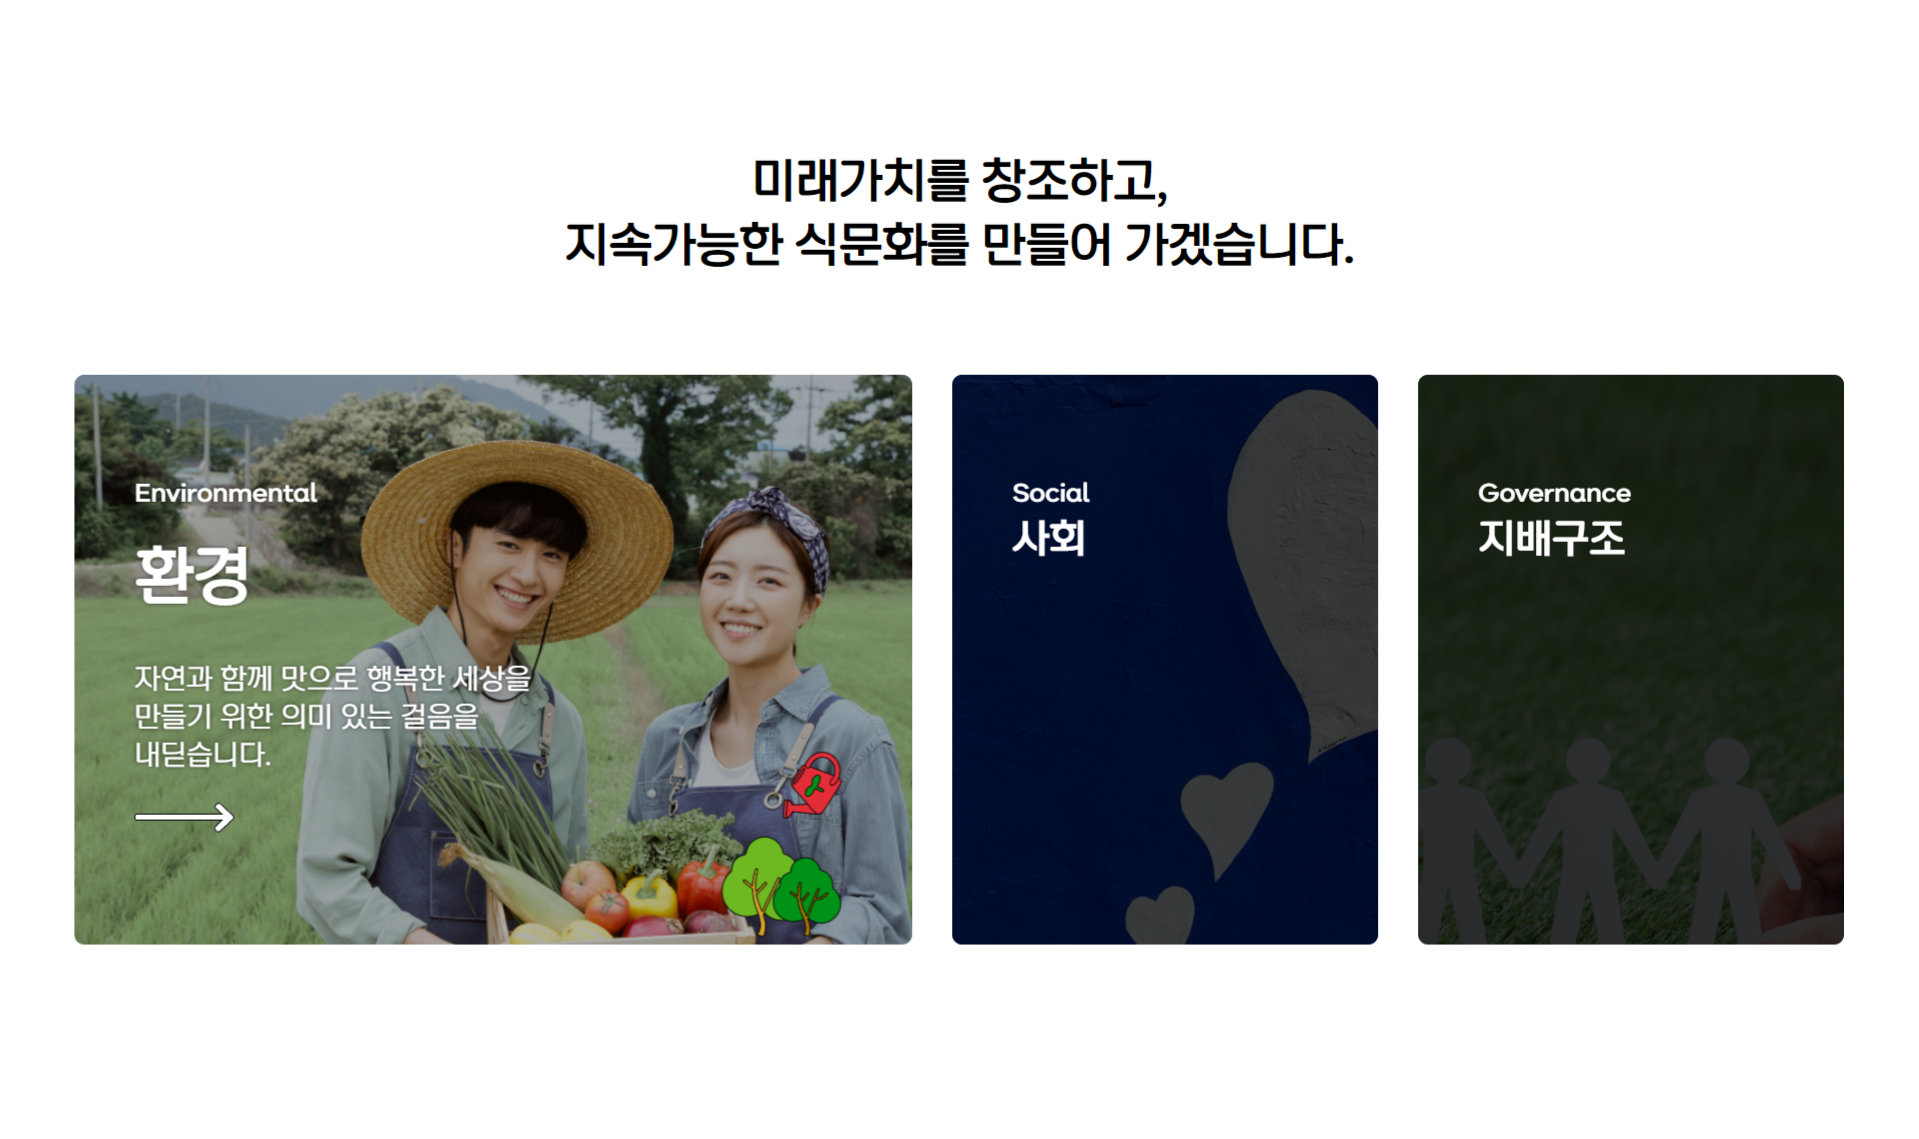 미래가치를 창조하고,
지속가능한 식문화를 만들어 가겠습니다.
Environmental
환경
자연과 함께 맛으로 행복한 세상을
만들기 위한 의미 있는 걸음을
내딛습니다.
Social
사회
Governance
지배구조